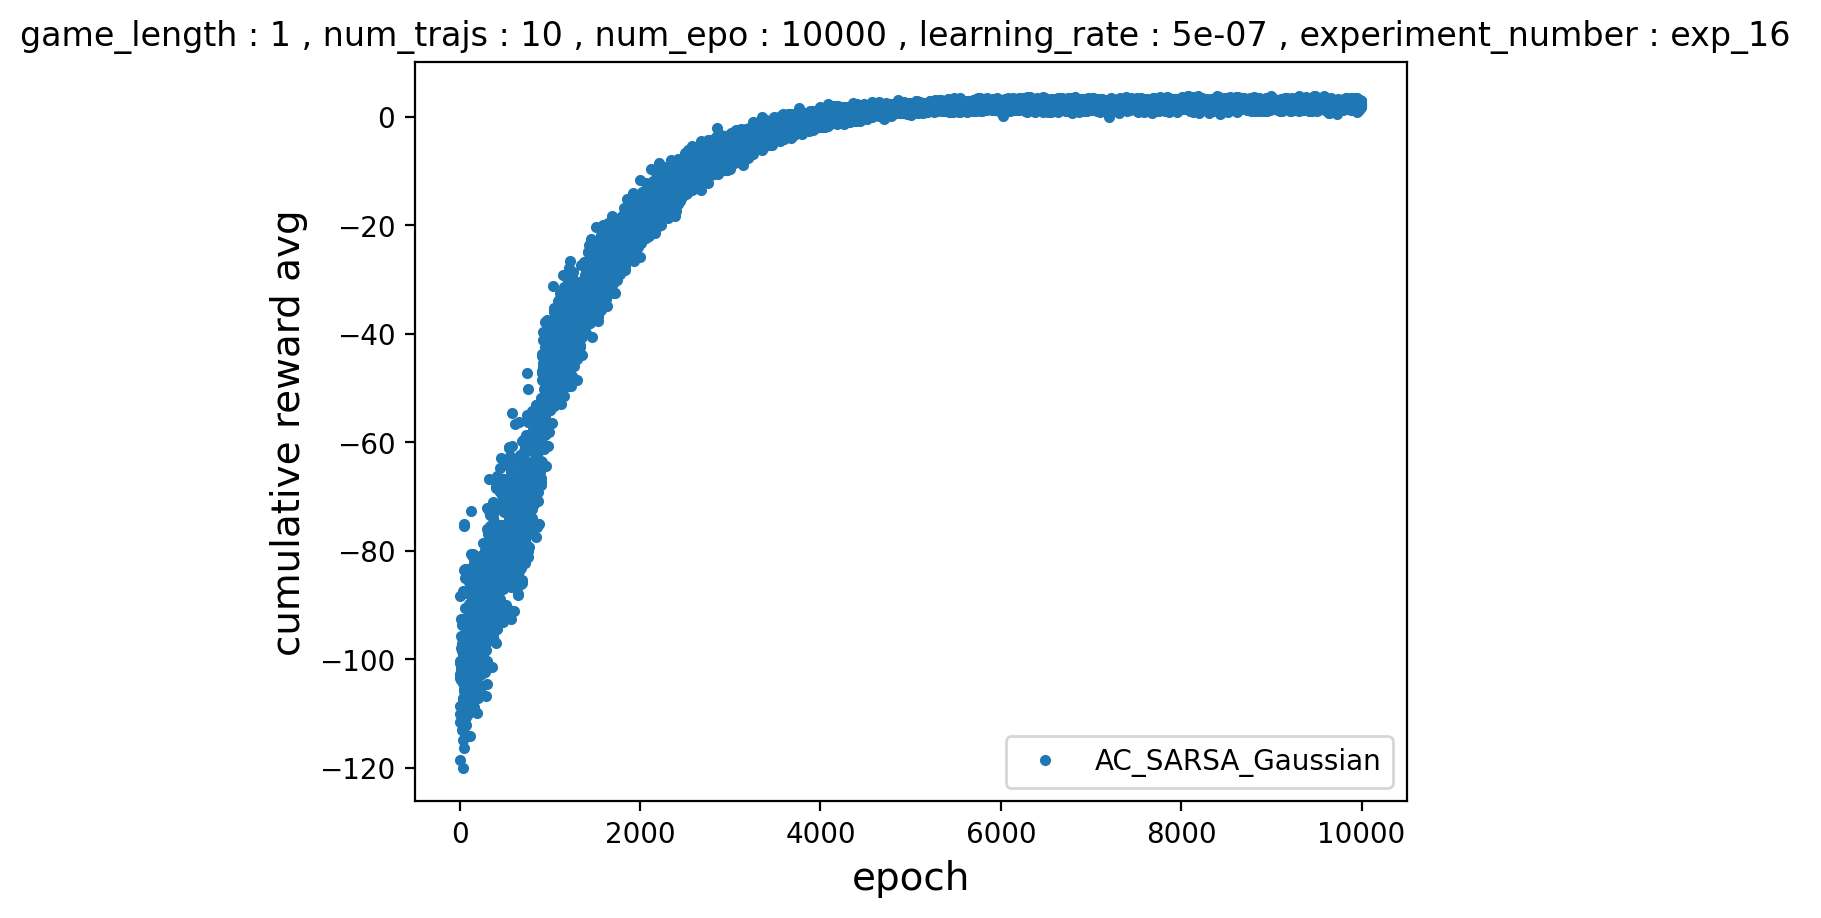 game_length : 1 , num_trajs : 10 , num_epo : 10000 , learning_rate : 5e-07 , experiment_number : exp_16
0
−20
−40
−60
−80
−100
−120
cumulative reward avg
AC_SARSA_Gaussian
0 2000 4000 6000 8000 10000
epoch